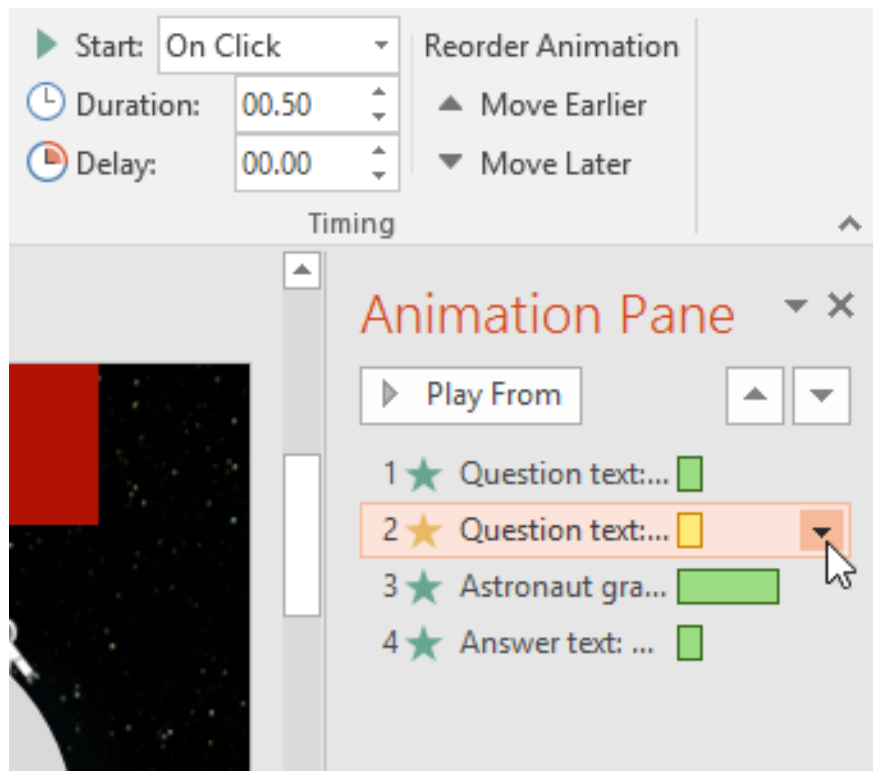 Start: On Click Reorder Animation
Duration: 00.50 Move Earlier
Delay: 00.00 Move Later
Timing
Animation Pane
Play From
1 Question text:...
2 Question text:...
3 Astronaut gra...
4 Answer text: ...